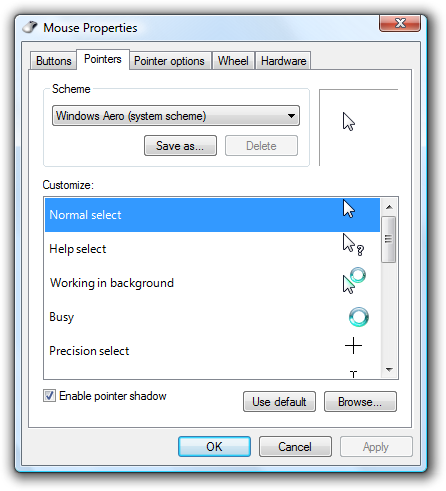 Mouse Properties
Buttons Pointers Pointer options Wheel Hardware
Scheme
Windows Aero (system scheme)
Save as... Delete
Customize:
Normal select
Help select
Working in background
Busy
Precision select
Enable pointer shadow
Use default Browse...
OK Cancel Apply